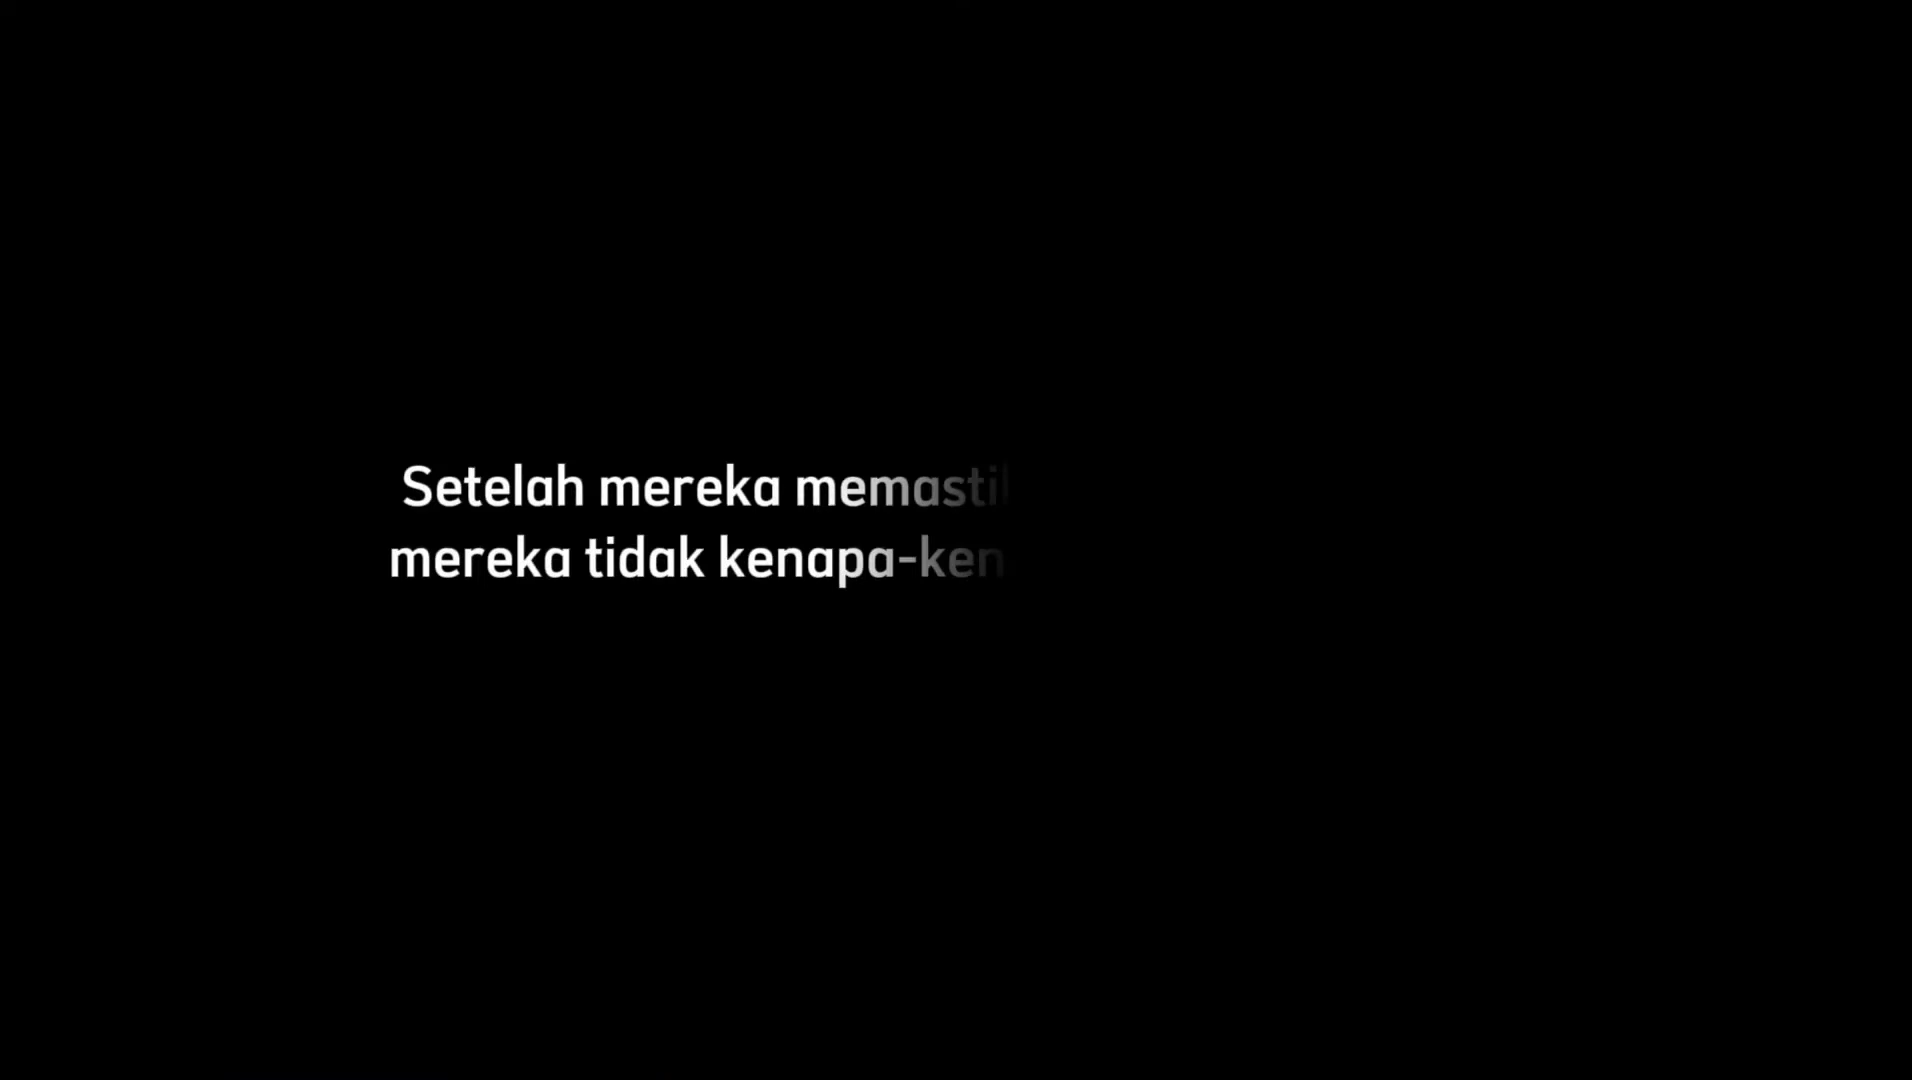 Setelah mereka memasti
mereka tidak kenapa-ken